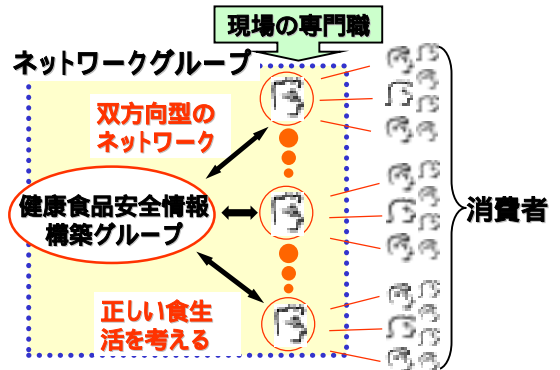 現場の専門職
ネットワークグループ
双方向型の
ネットワーク
健康食品安全情報
構築グループ
消費者
正しい食生
活を考える